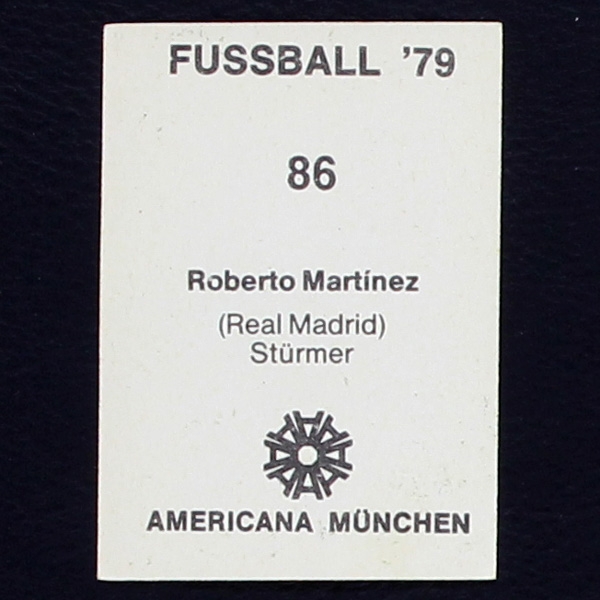 FUSSBALL '79
86
Roberto Martínez
(Real Madrid)
Stürmer
AMERICANA MÜNCHEN